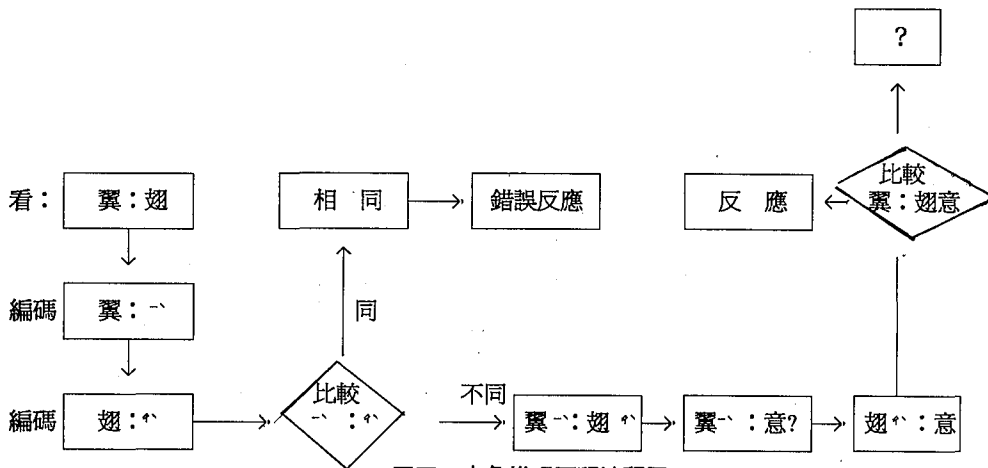 ?
看：
翼：翅
相 同
錯誤反應
反 應
比較
翼：翅意
編碼
翼：ㄧˋ
同
編碼
翅：ㄔˋ
比較
ㄧˋ：ㄔˋ
不同
翼ㄧˋ：翅ㄔˋ
翼ㄧˋ：意?
翅ㄔˋ：意